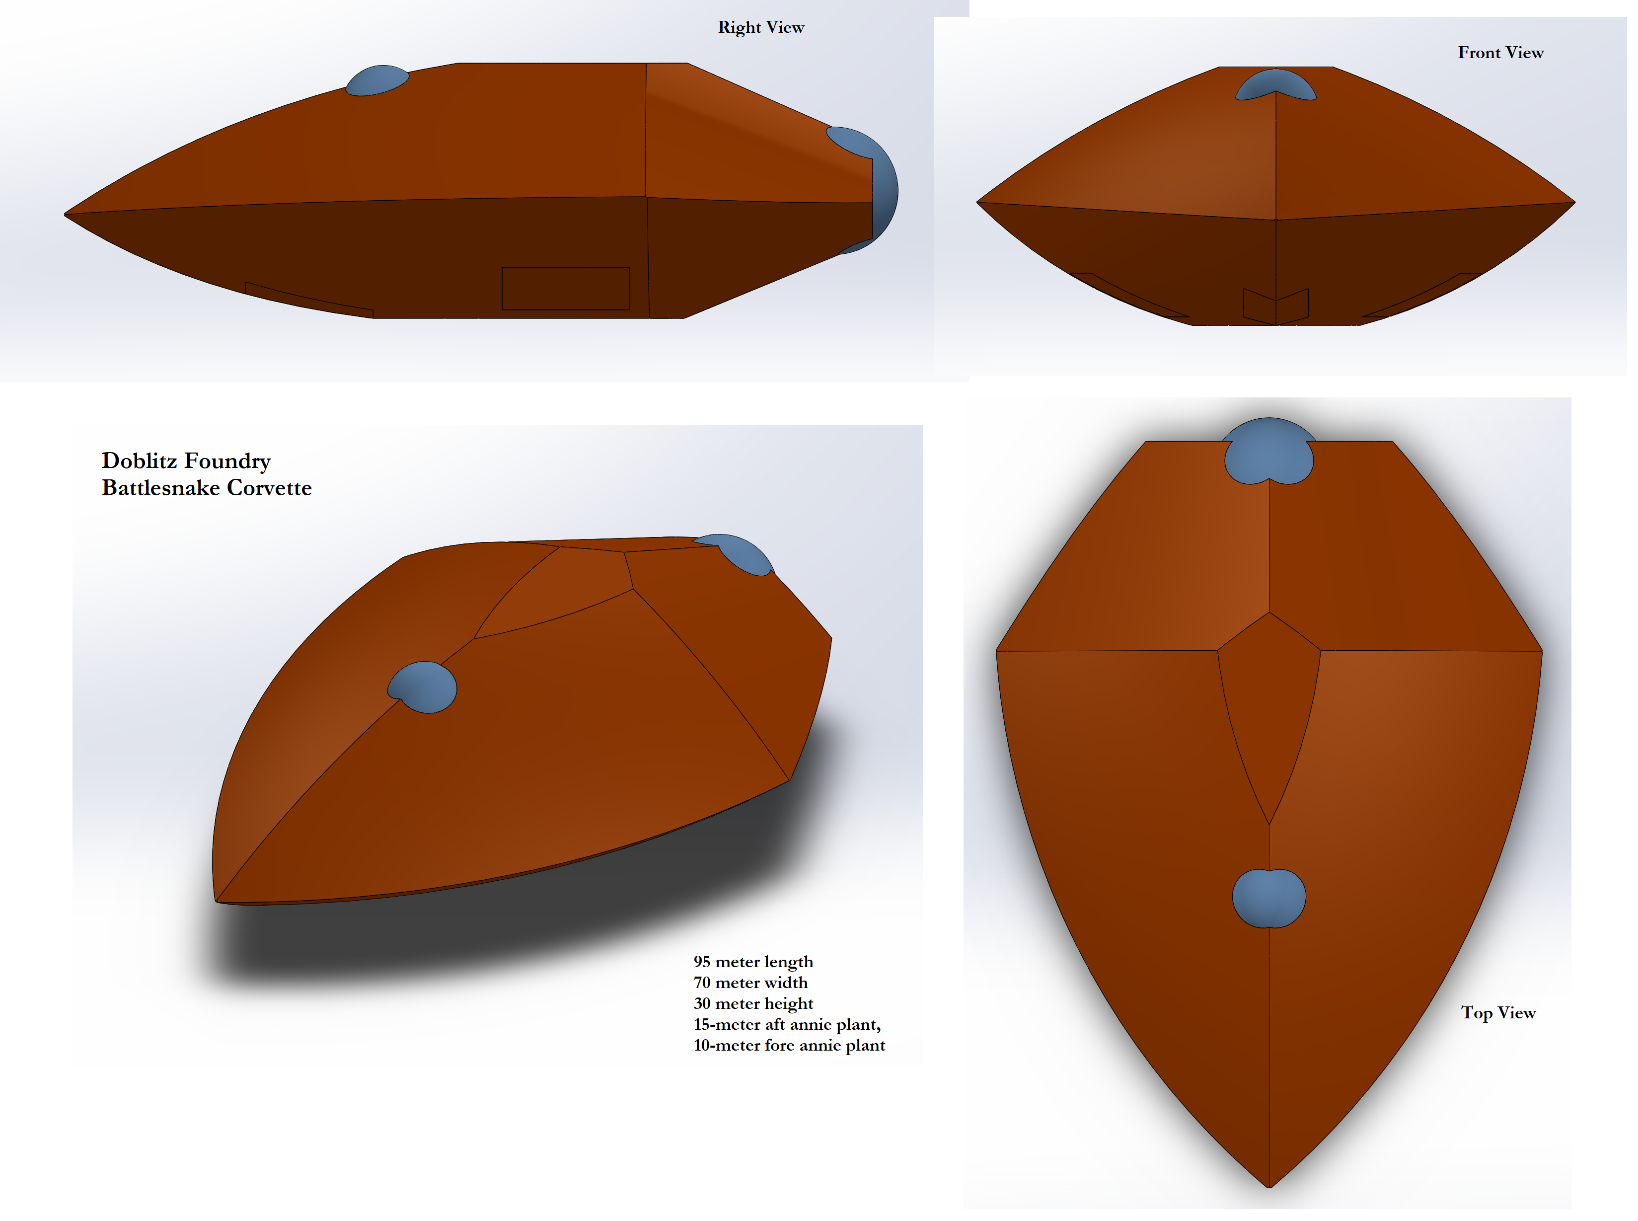 Right View
Front View
Doblitz Foundry
Battlesnake Corvette
95 meter length
70 meter width
30 meter height
15-meter aft annie plant,
10-meter fore annie plant
Top View